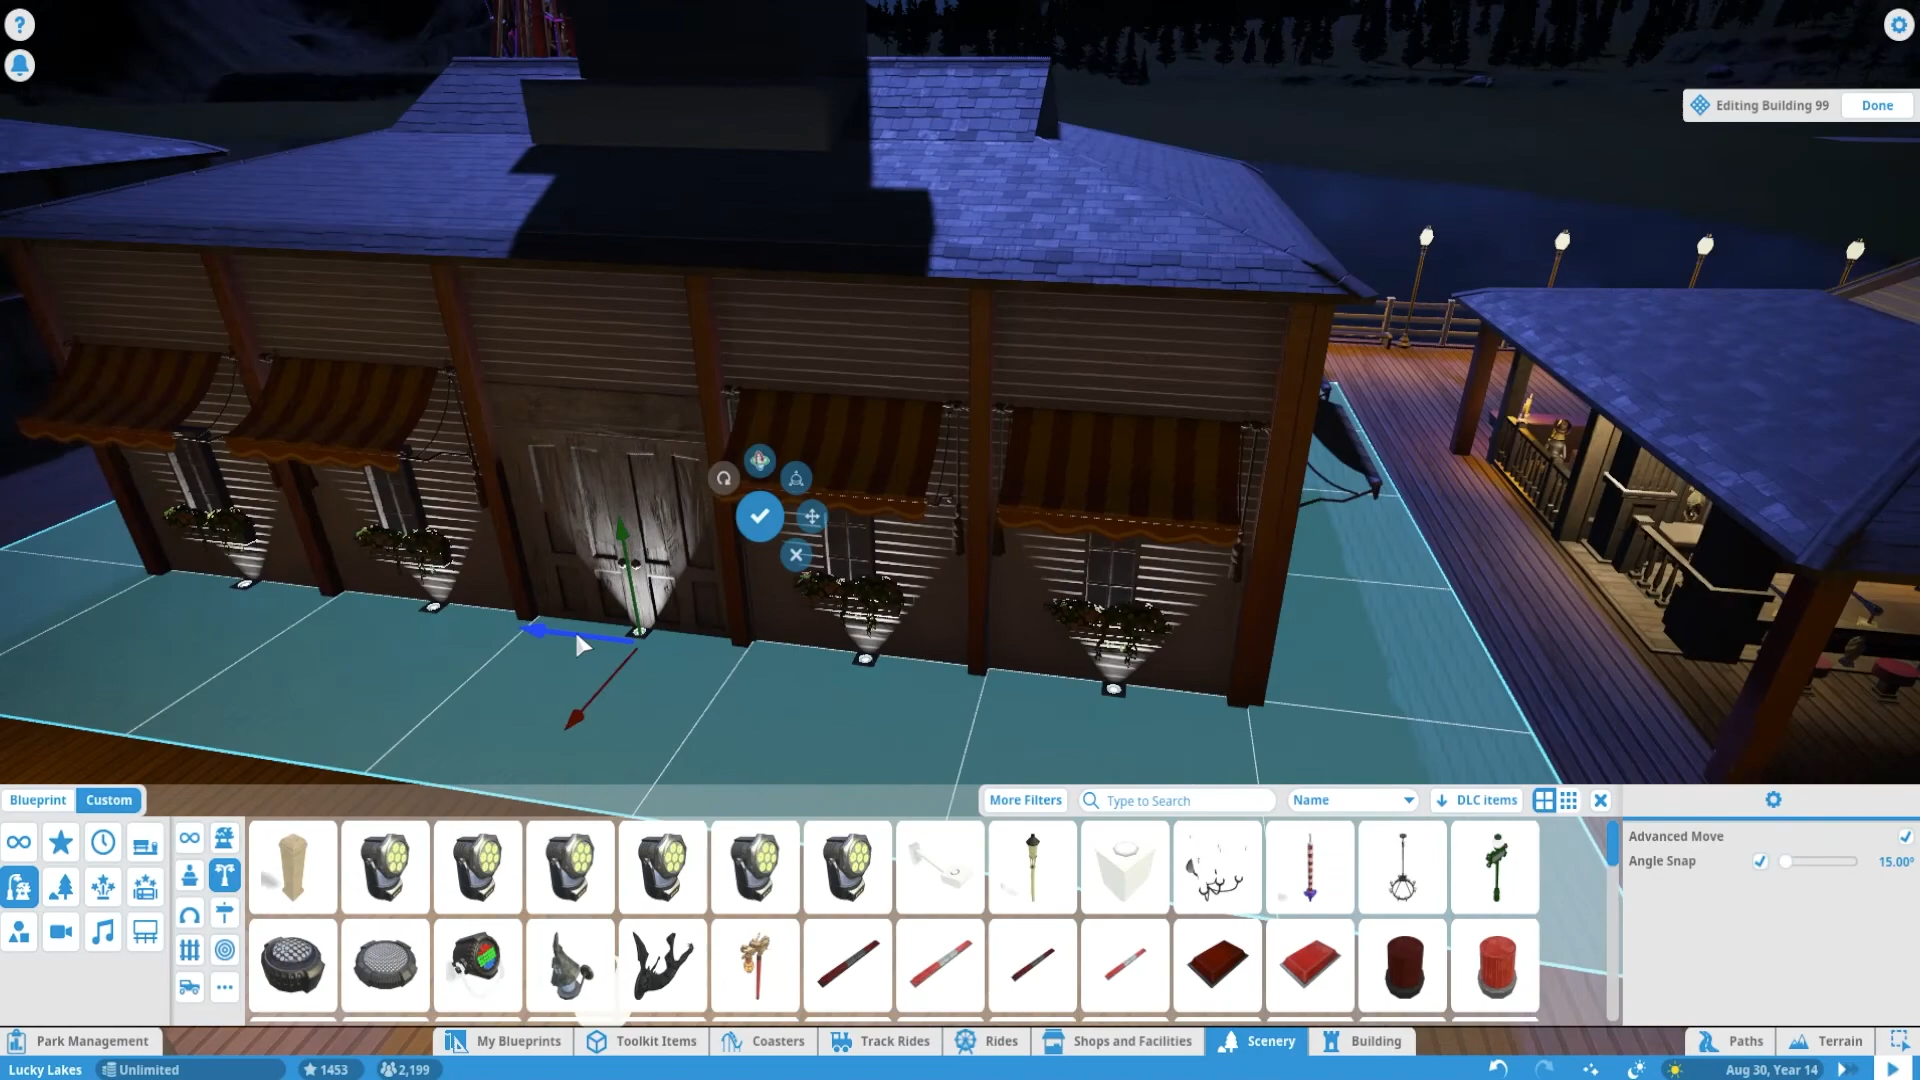 ?
Editing Building 99 Done
Blueprint Custom
More Filters Type to Search Name DLC items
Advanced Move
Angle Snap 15.00°
Park Management My Blueprints Toolkit Items Coasters Track Rides Rides Shops and Facilities Scenery Building Paths Terrain
Lucky Lakes Unlimited 1453 2,199 Aug 30, Year 14